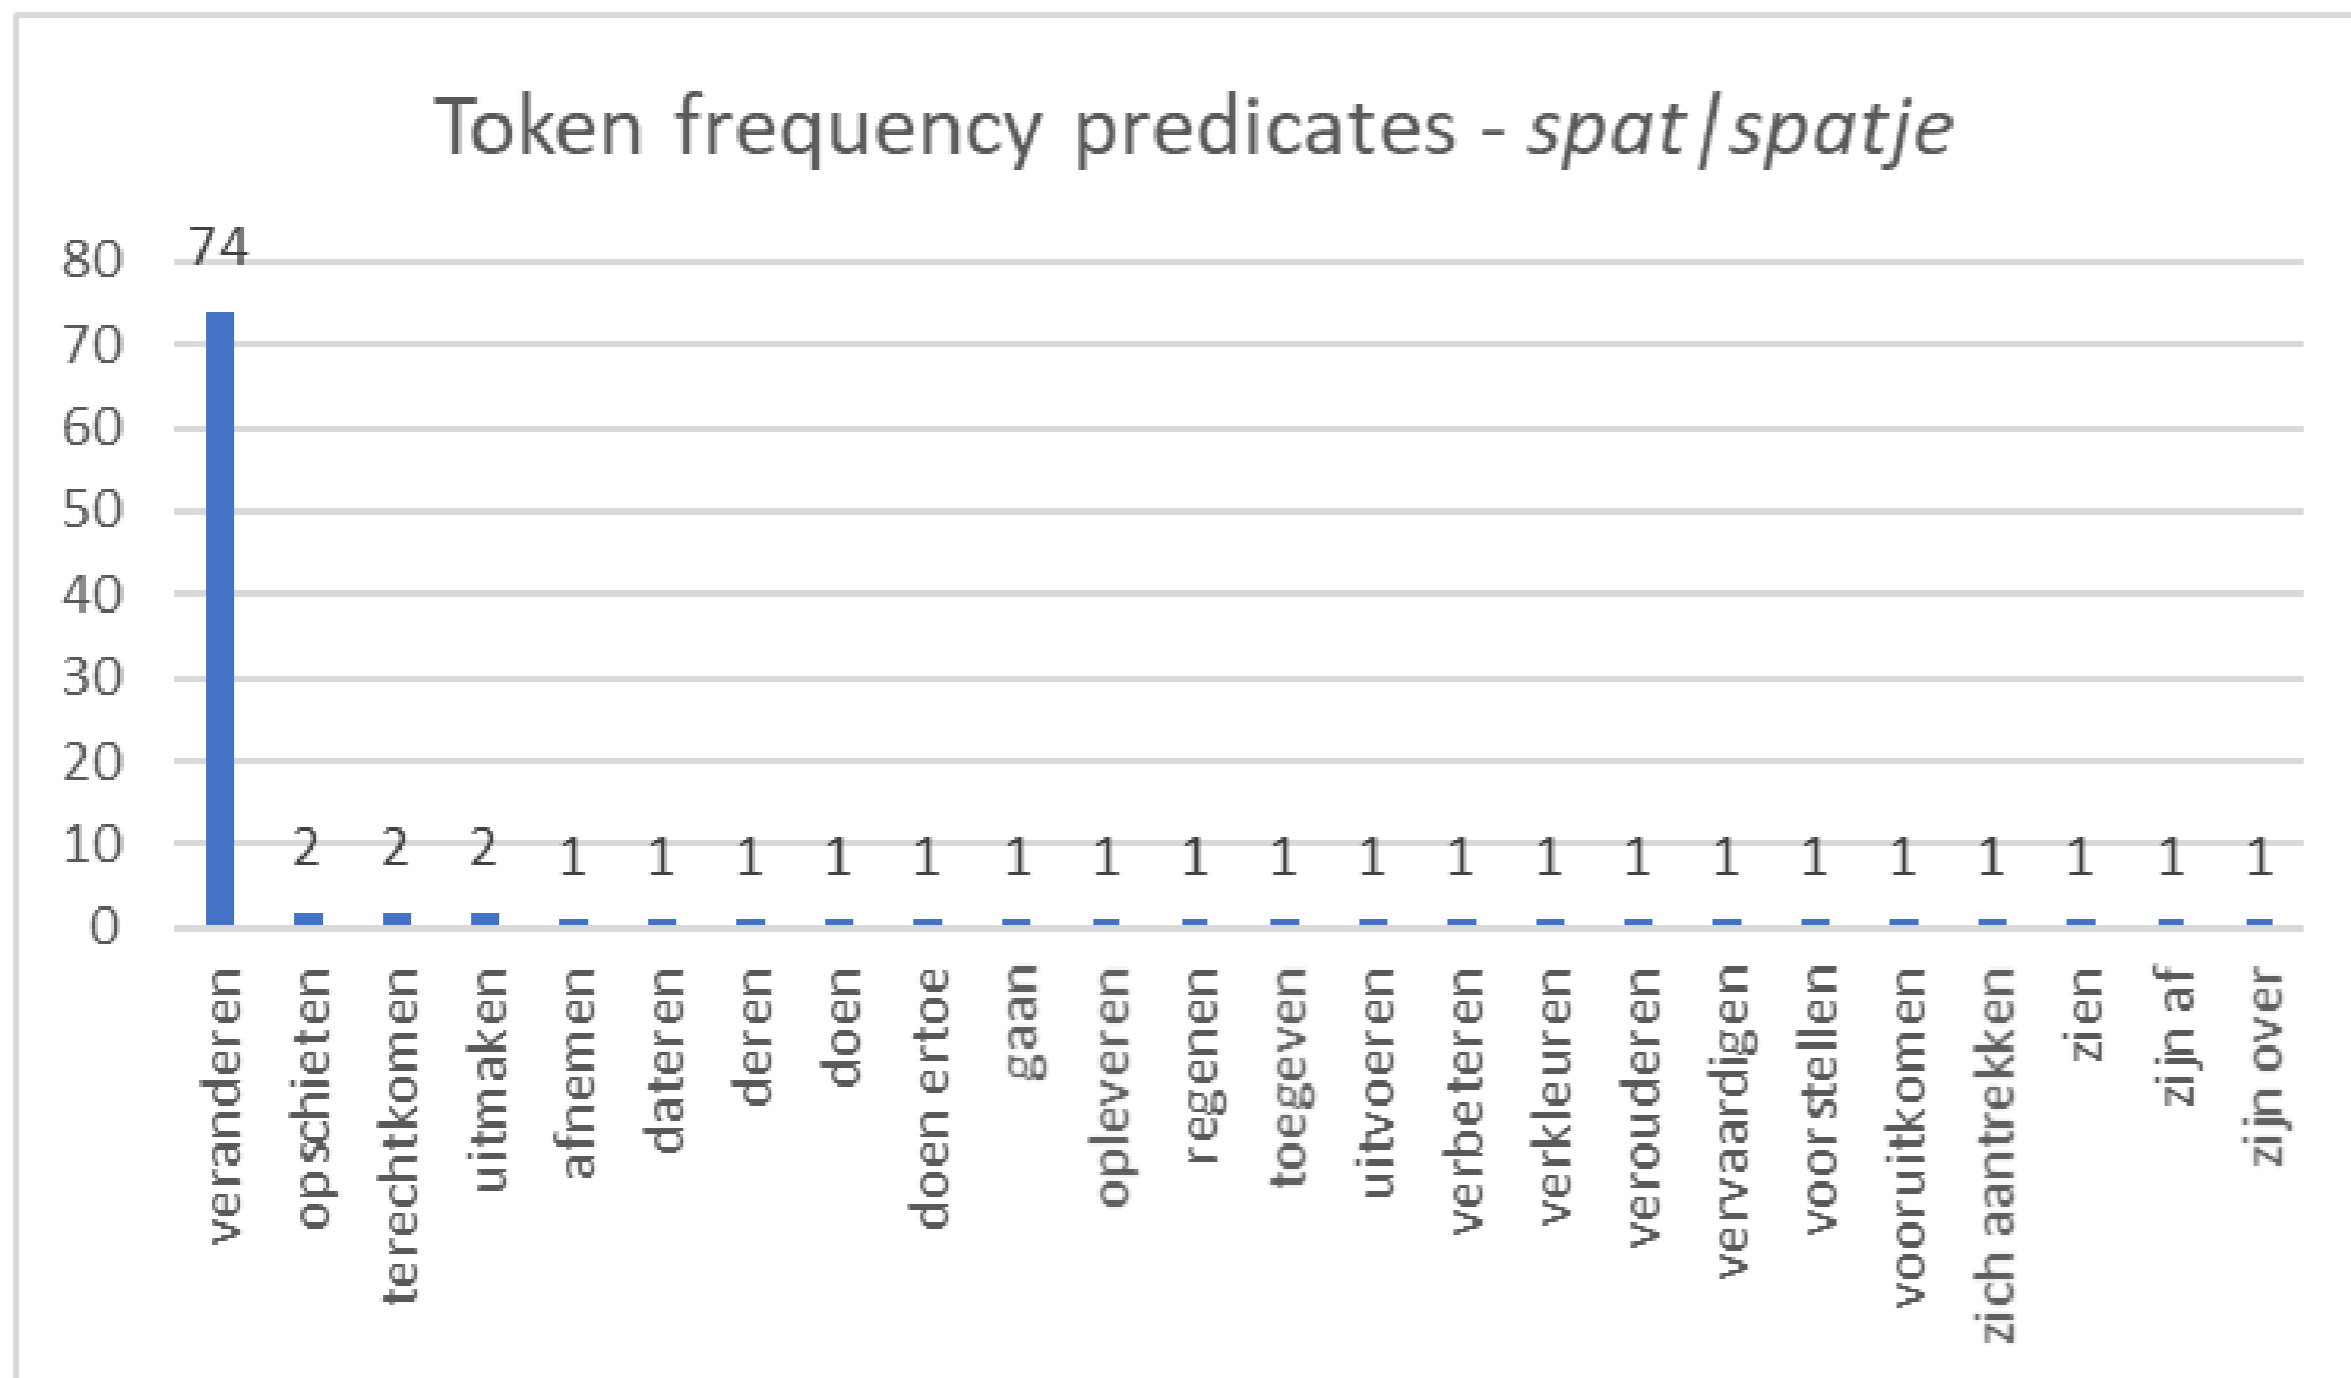 Token frequency predicates - spat|spatje
80
70
60
50
40
30
20
10
0
74
2 2 2 1 1 1 1 1 1 1 1 1 1 1 1 1 1 1 1 1 1 1 1
veranderen
opschieten
terechtkomen
uitmaken
afnemen
dateren
deren
doen
doen ertoe
gaan
opleveren
regenen
toegeven
uitvoeren
verbeteren
verkleuren
verouderen
vervaardigen
voorstellen
vooruitkomen
zich aantrekken
zien
zijn af
zijn over